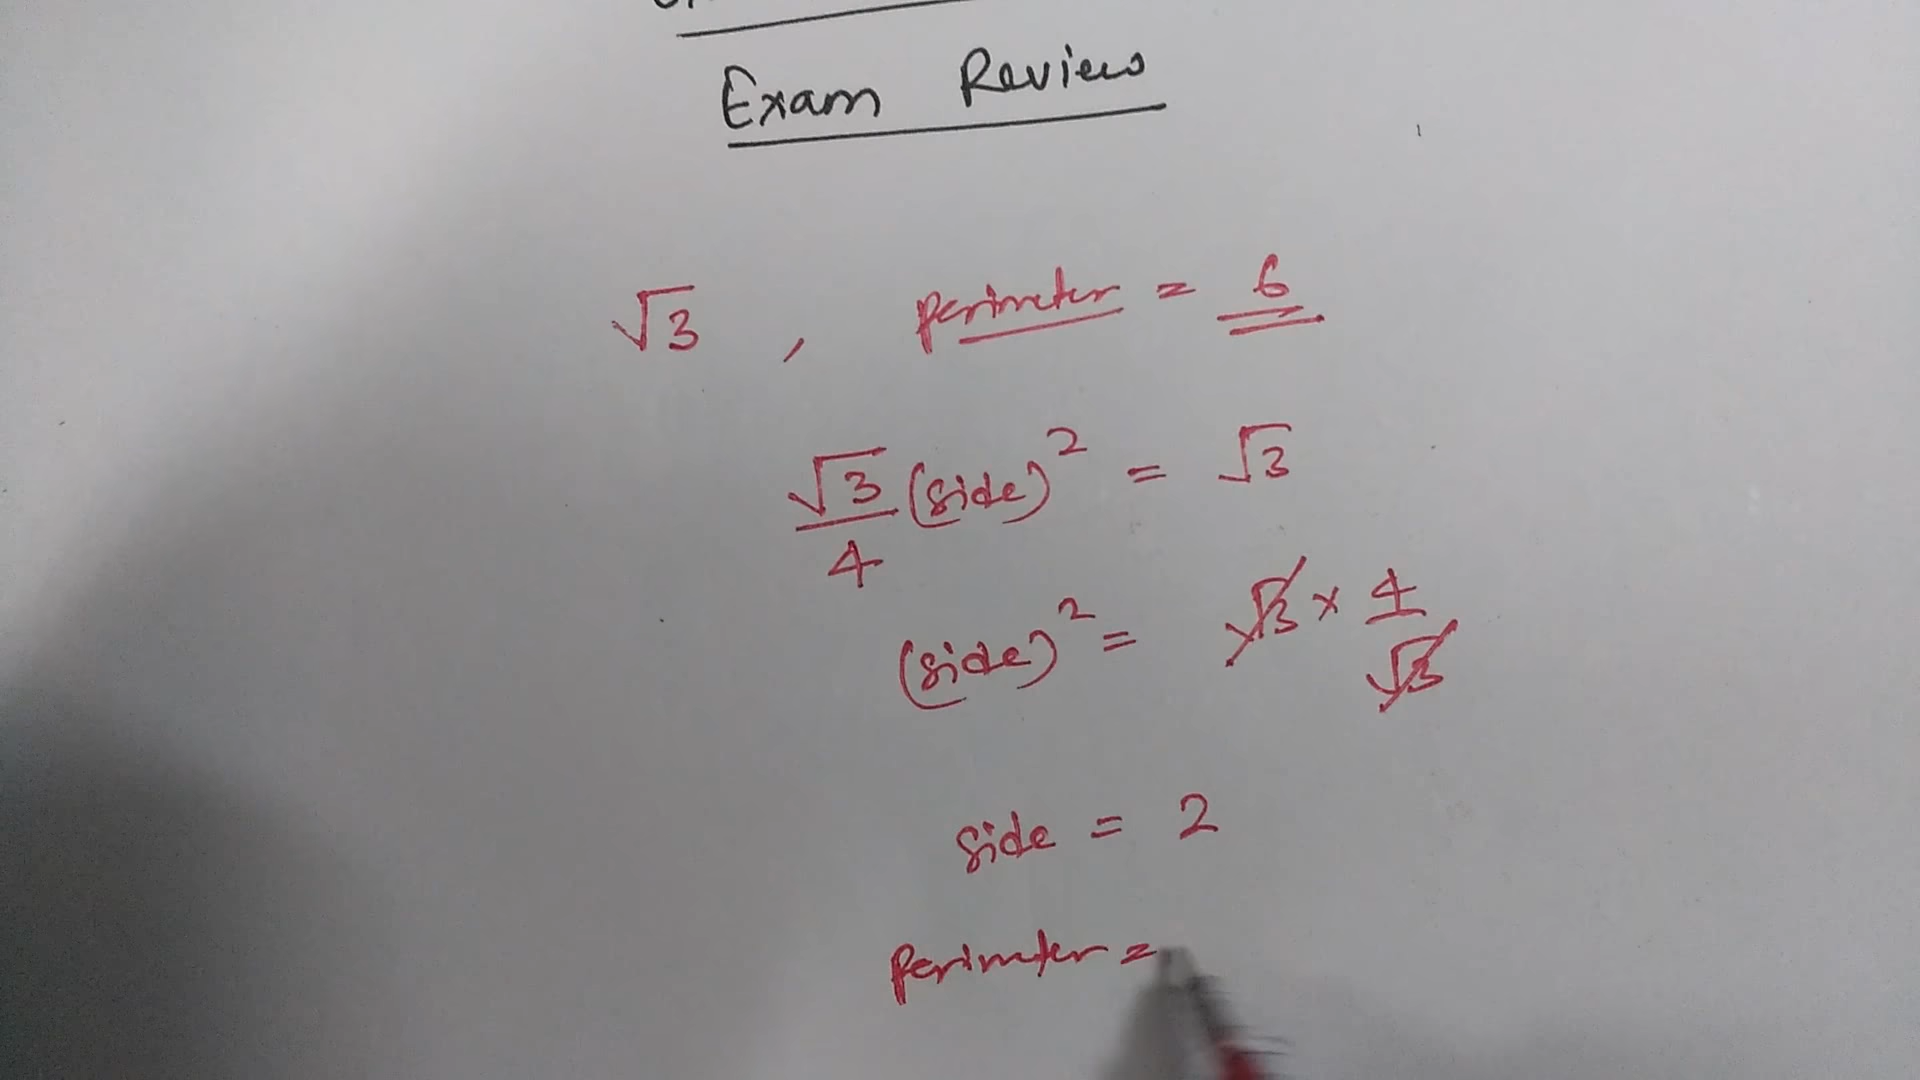 Exam Review
√3 , perimeter = 6
√3/4 (side)² = √3
(side)² = √3 × 4/√3
side = 2
perimeter =